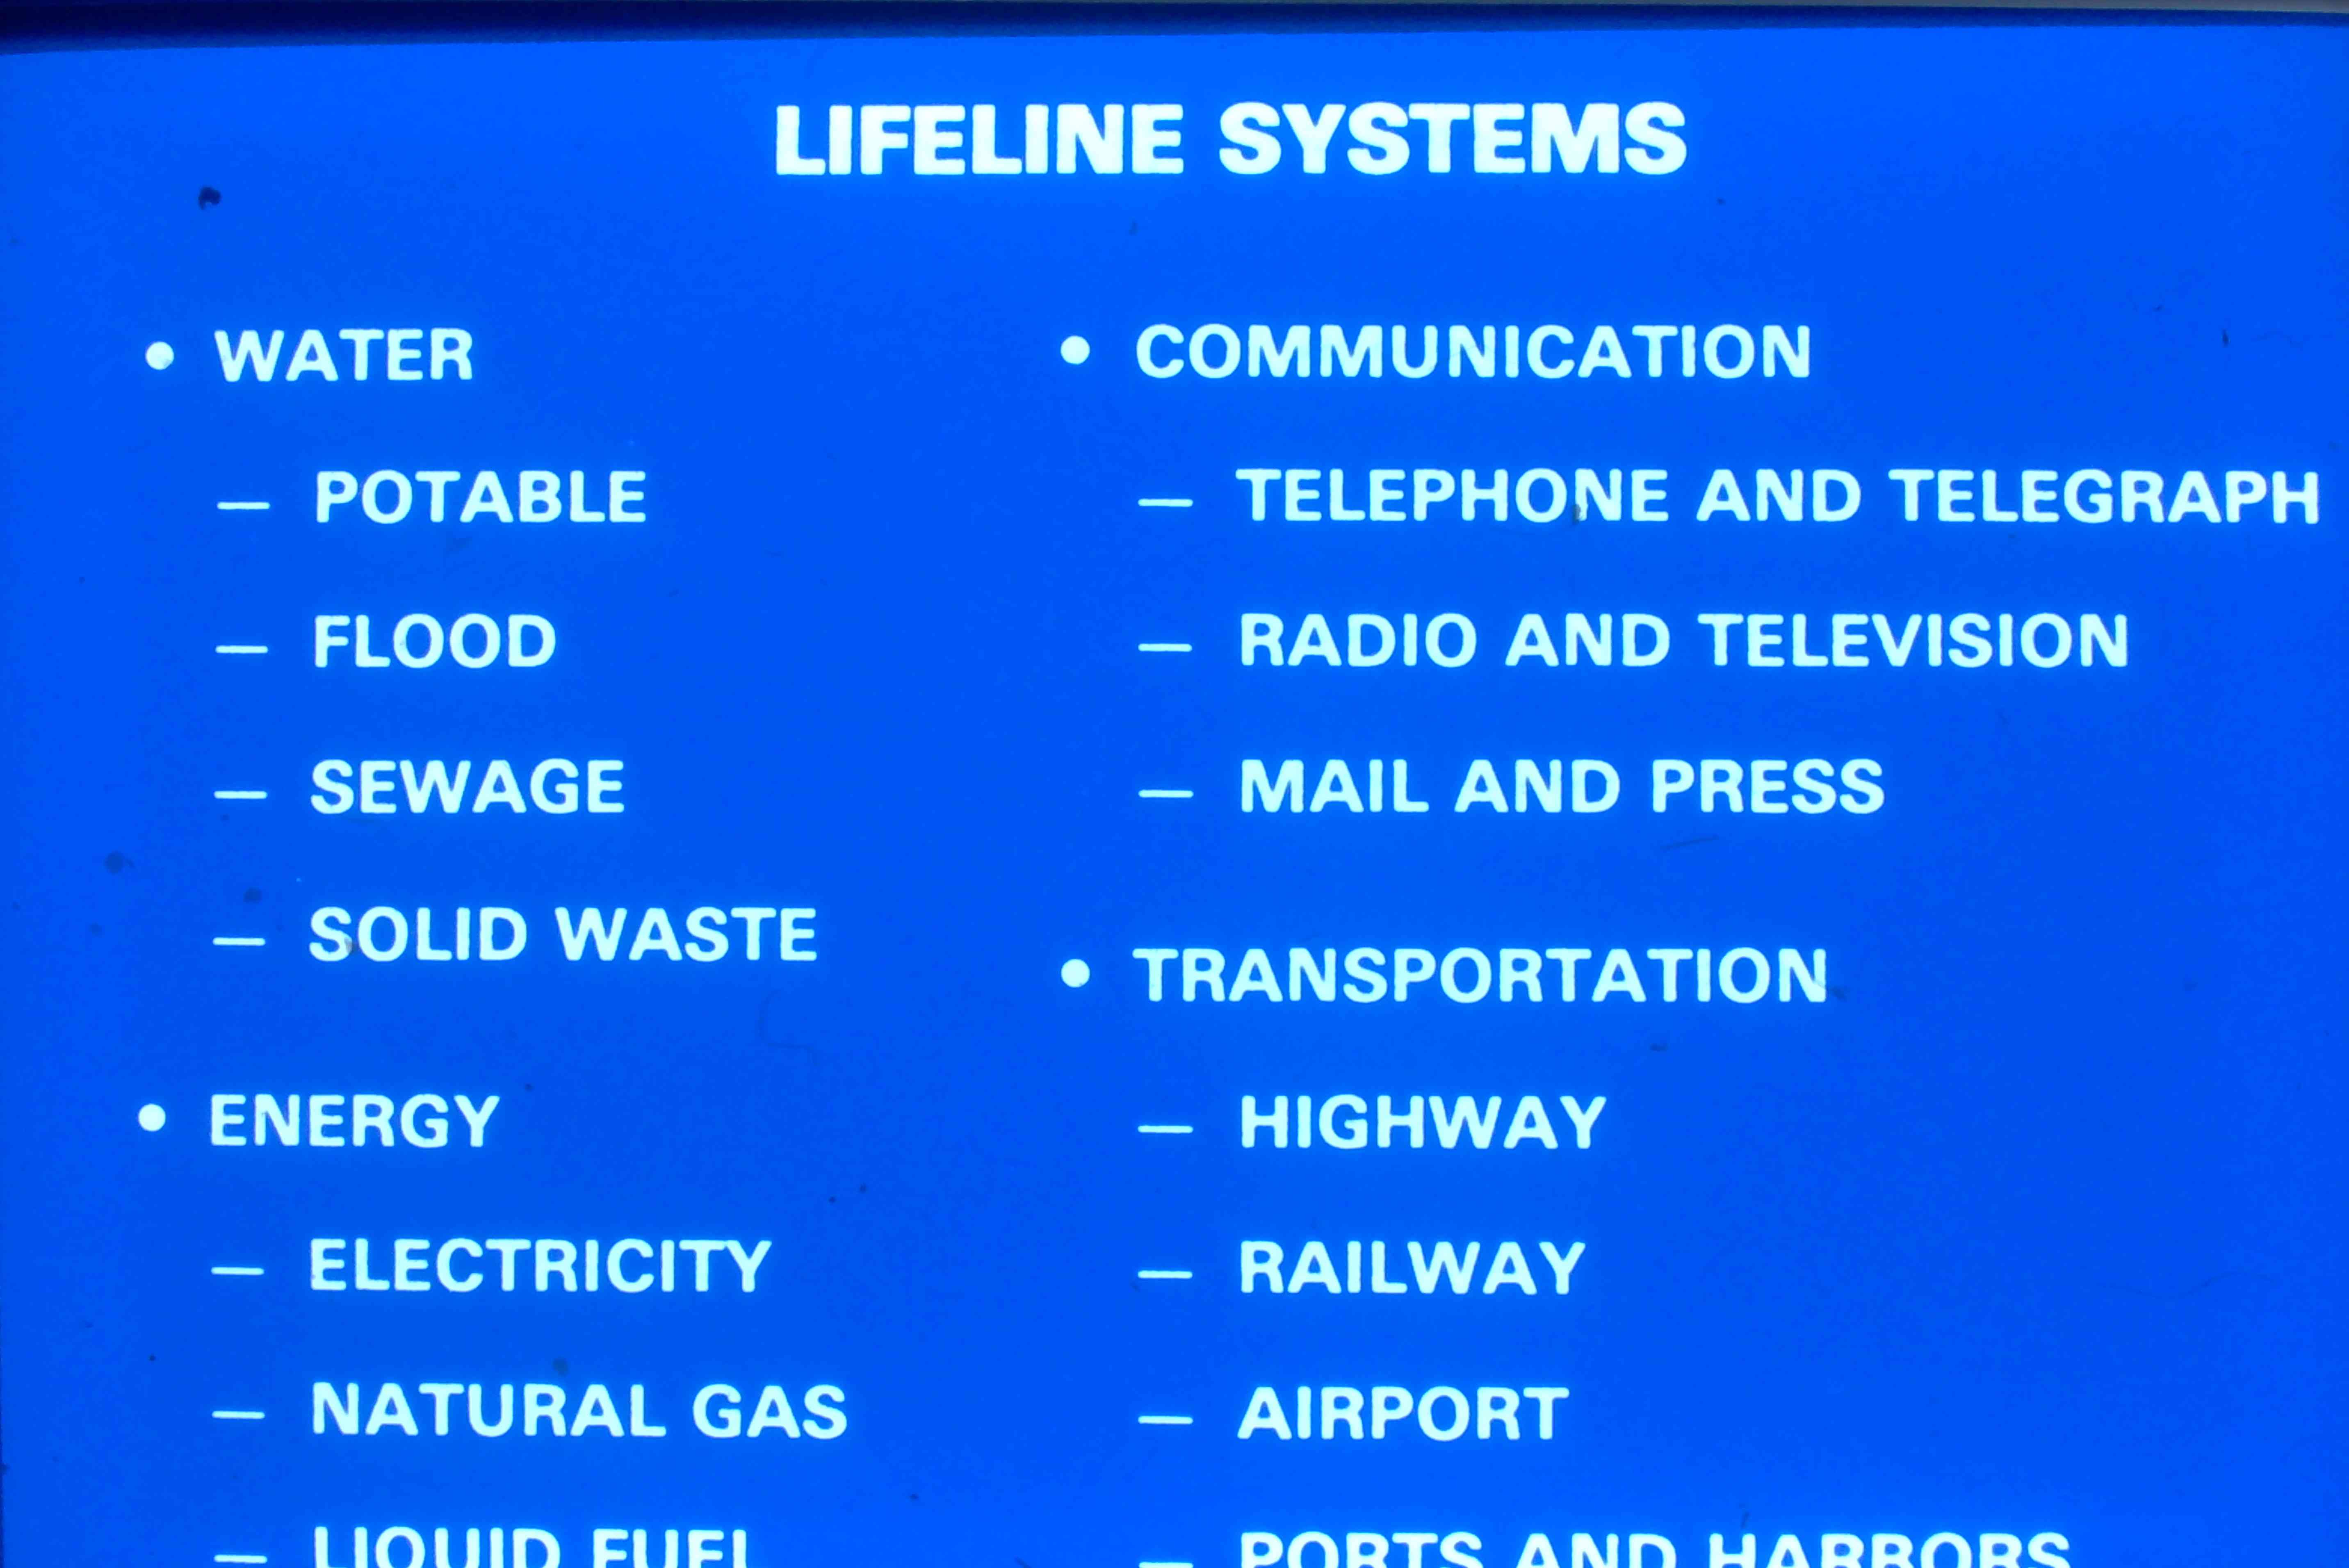 LIFELINE SYSTEMS
• WATER
— POTABLE
— FLOOD
— SEWAGE
— SOLID WASTE
• ENERGY
— ELECTRICITY
— NATURAL GAS
— LIQUID FUEL
• COMMUNICATION
— TELEPHONE AND TELEGRAPH
— RADIO AND TELEVISION
— MAIL AND PRESS
• TRANSPORTATION
— HIGHWAY
— RAILWAY
— AIRPORT
— PORTS AND HARBORS